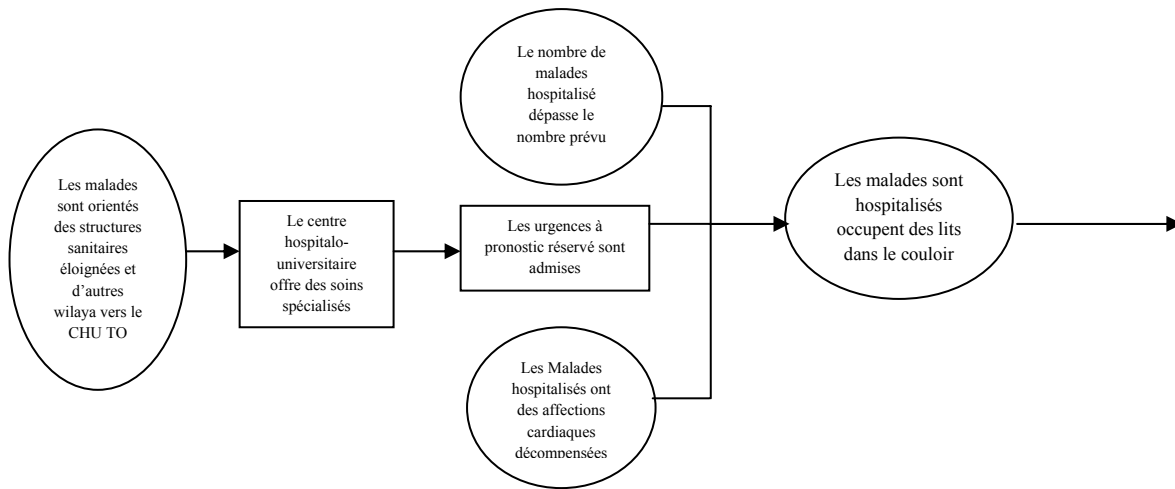 Les malades
sont orientés
des structures
sanitaires
éloignées et
d'autres
wilaya vers le
CHU TO
Le centre
hospitalo-
universitaire
offre des soins
spécialisés
Le nombre de
malades
hospitalisé
dépasse le
nombre prévu
Les urgences à
pronostic réservé sont
admises
Les Malades
hospitalisés ont
des affections
cardiaques
décompensées
Les malades sont
hospitalisés
occupent des lits
dans le couloir